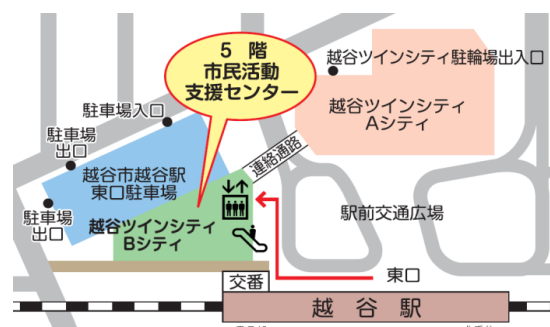 5 階
市民活動
支援センター
越谷ツインシティ駐輪場出入口
越谷ツインシティ
Aシティ
駐車場入口
駐車場
出口
越谷市越谷駅
東口駐車場
連絡通路
駐車場
出口
越谷ツインシティ
Bシティ
駅前交通広場
交番
東口
越谷駅